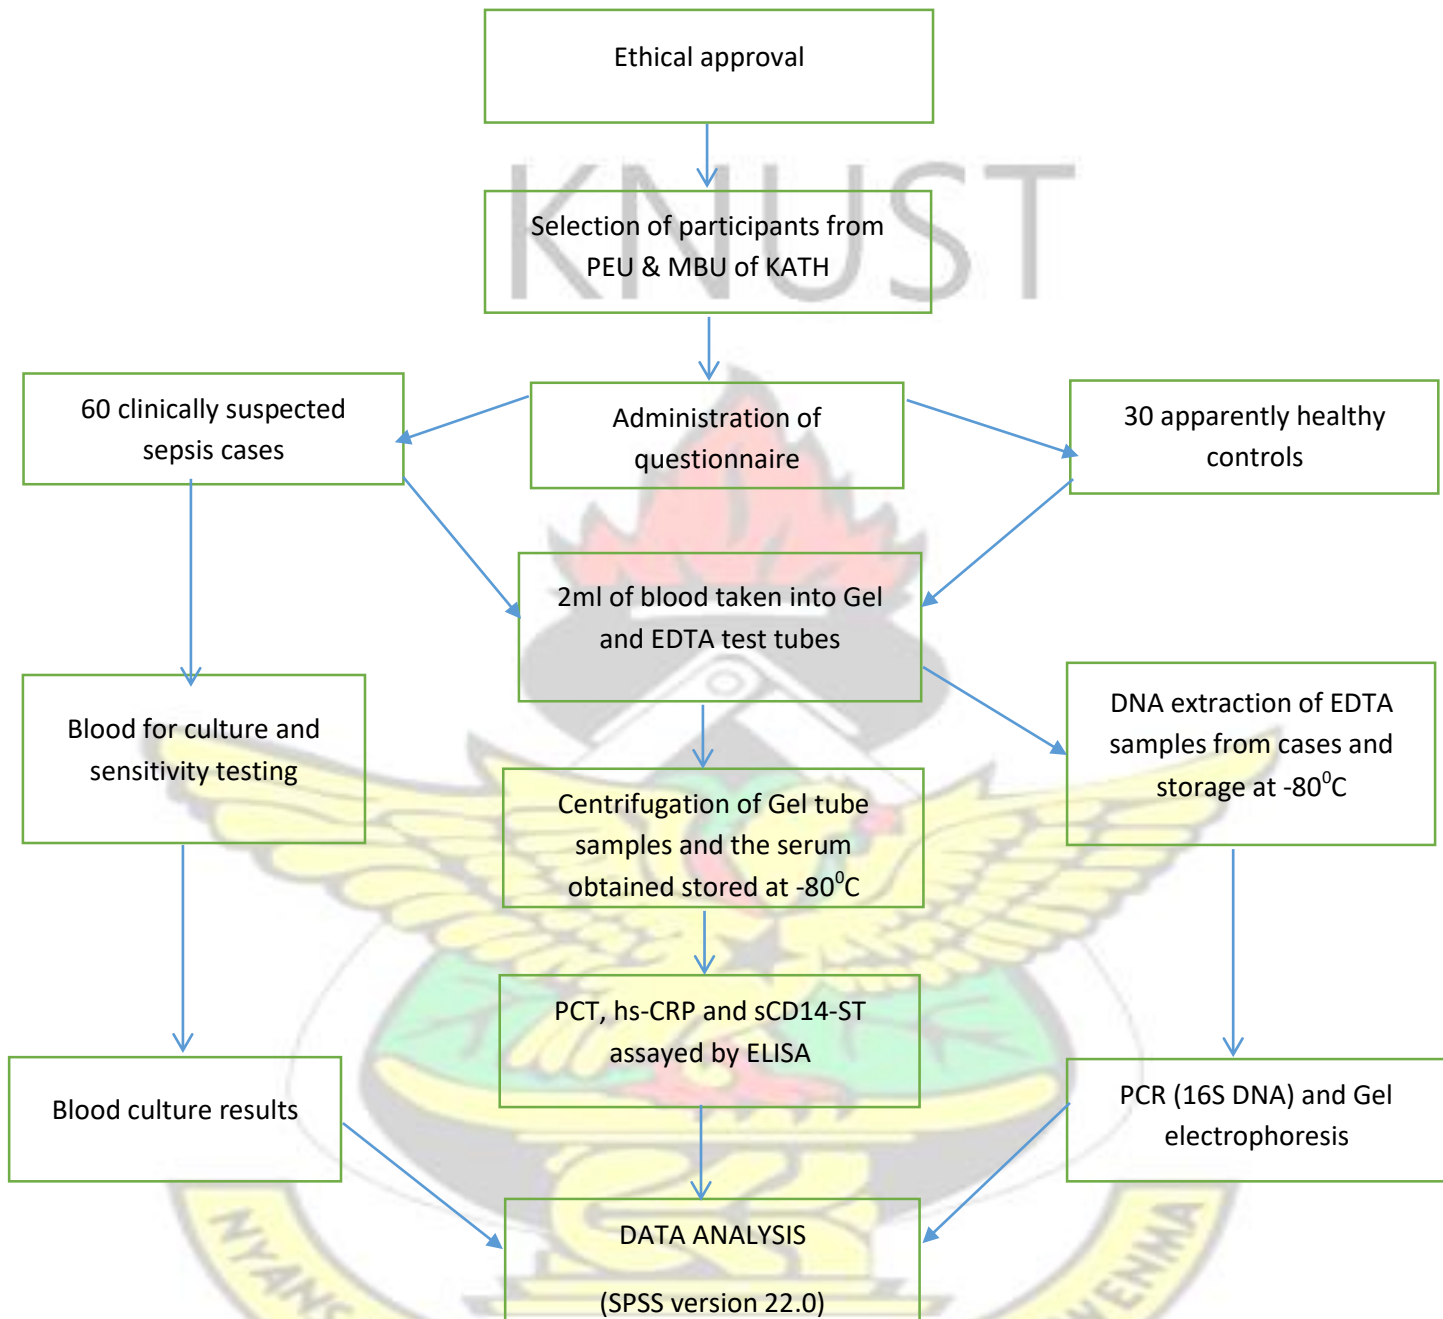 Ethical approval
KNUST
Selection of participants from
PEU & MBU of KATH
60 clinically suspected
sepsis cases
Administration of
questionnaire
30 apparently healthy
controls
2ml of blood taken into Gel
and EDTA test tubes
Blood for culture and
sensitivity testing
DNA extraction of EDTA
samples from cases and
storage at -80⁰C
Centrifugation of Gel tube
samples and the serum
obtained stored at -80⁰C
PCT, hs-CRP and sCD14-ST
assayed by ELISA
Blood culture results
PCR (16S DNA) and Gel
electrophoresis
DATA ANALYSIS
(SPSS version 22.0)